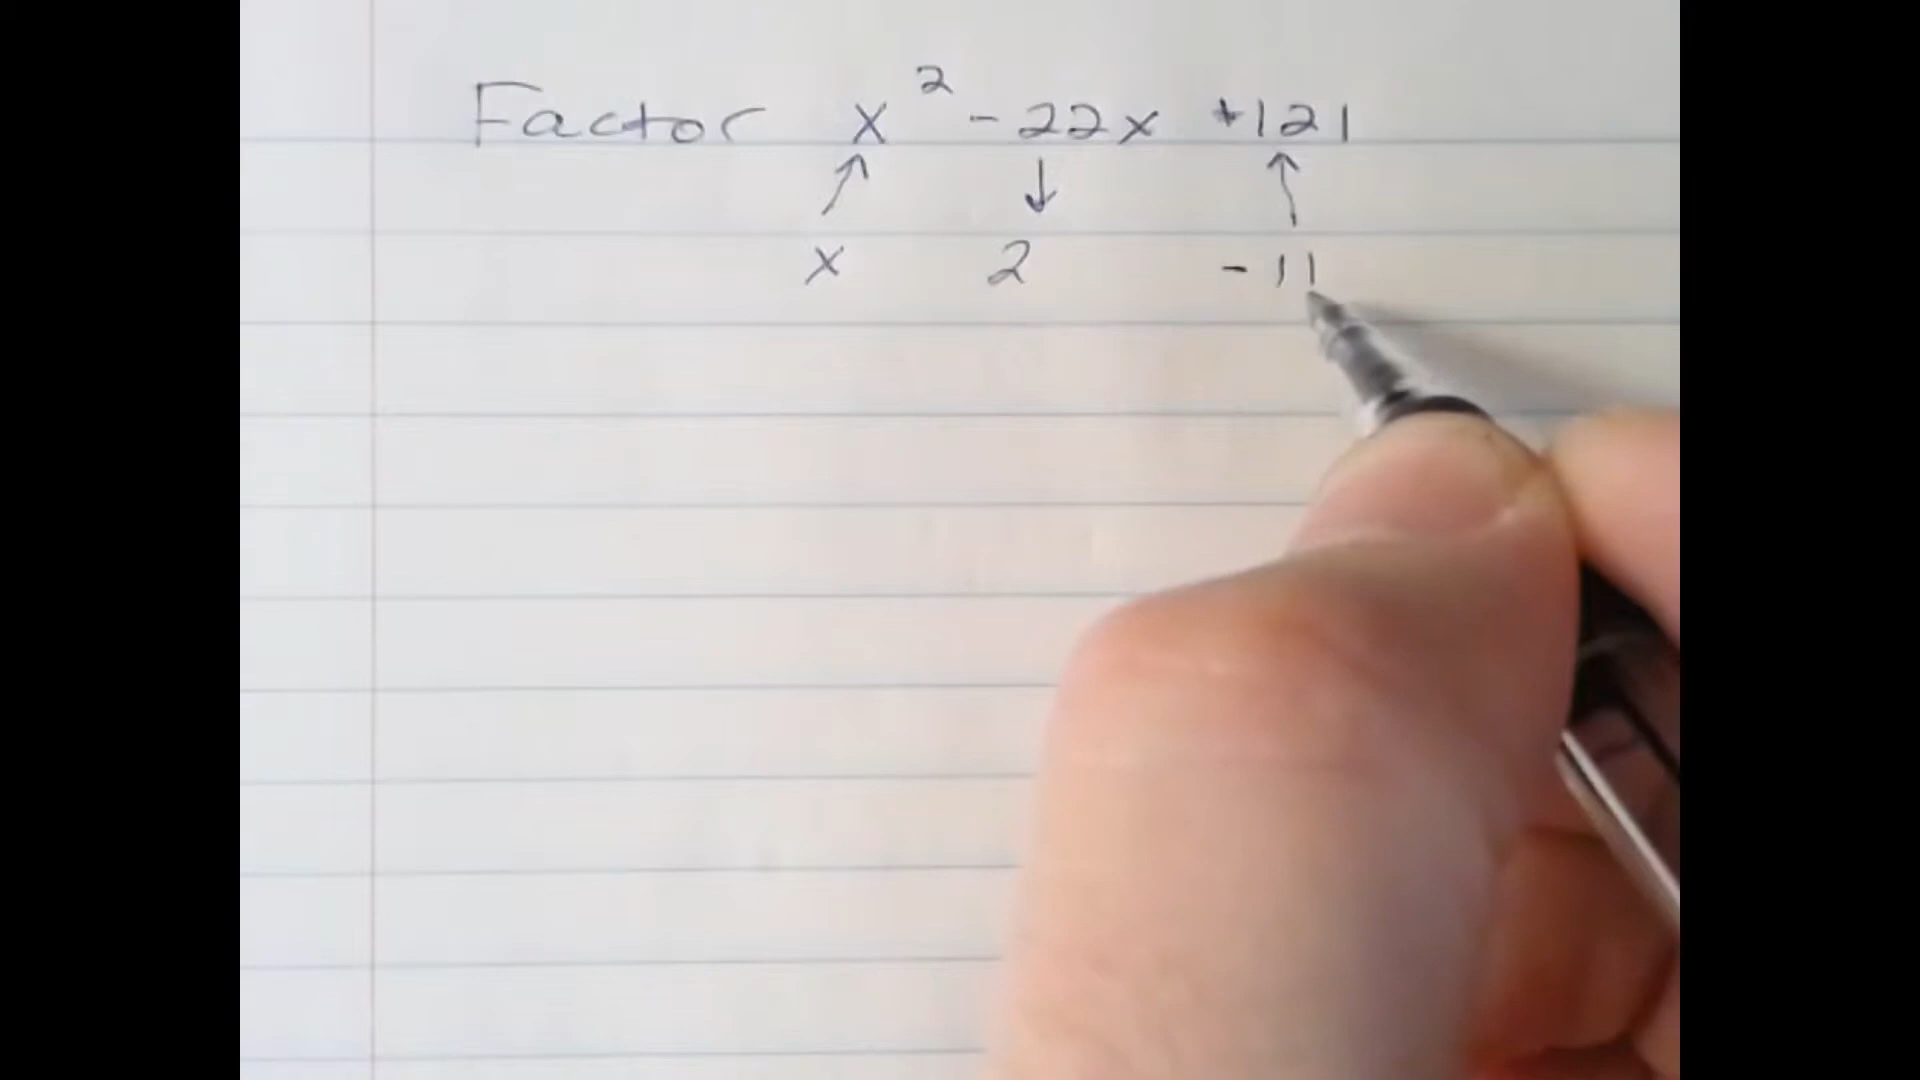 Factor x² - 22x + 121
↗ ↓ ↑
x 2 - 11